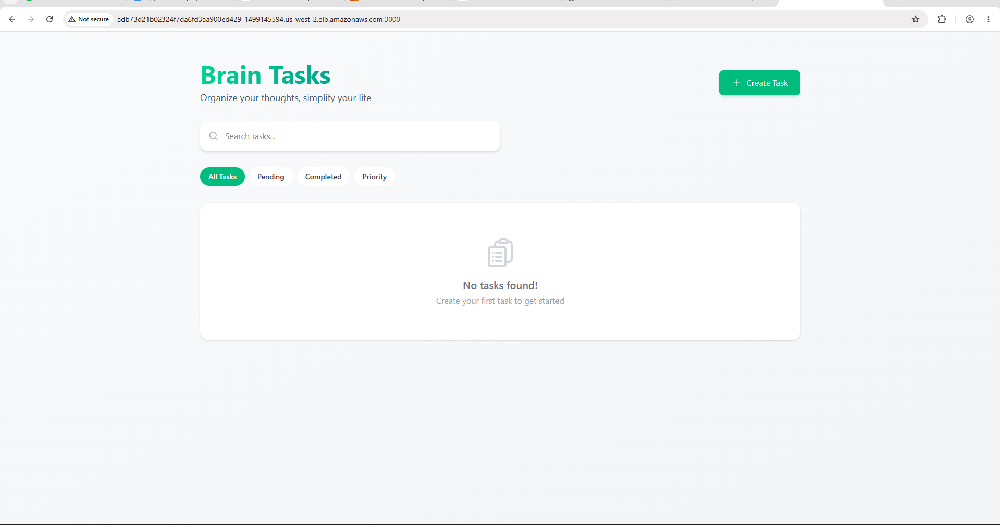 Not secure
adb73d21b02324f7da6fd3aa900ed429-1499145594.us-west-2.elb.amazonaws.com:3000
Brain Tasks
Organize your thoughts, simplify your life
Create Task
Search tasks...
All Tasks Pending Completed Priority
No tasks found!
Create your first task to get started